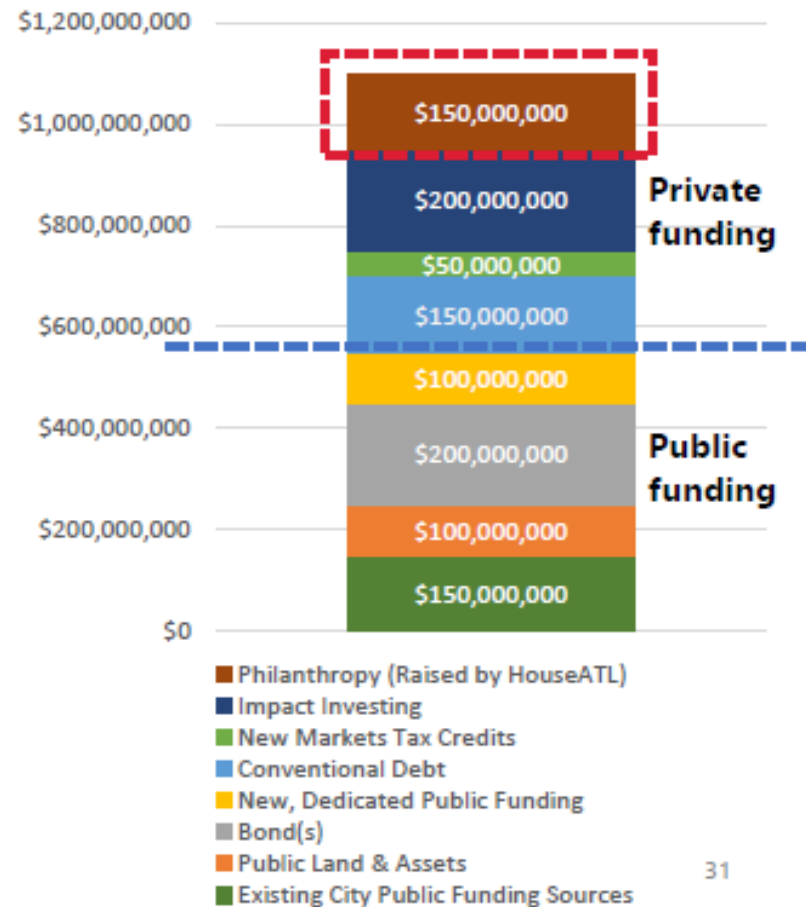 $1,200,000,000
$1,000,000,000
$800,000,000
$600,000,000
$400,000,000
$200,000,000
$0
$150,000,000
$200,000,000
$50,000,000
$150,000,000
$100,000,000
$200,000,000
$100,000,000
$150,000,000
Private
funding
Public
funding
Philanthropy (Raised by HouseATL)
Impact Investing
New Markets Tax Credits
Conventional Debt
New, Dedicated Public Funding
Bond(s)
Public Land & Assets
Existing City Public Funding Sources
31